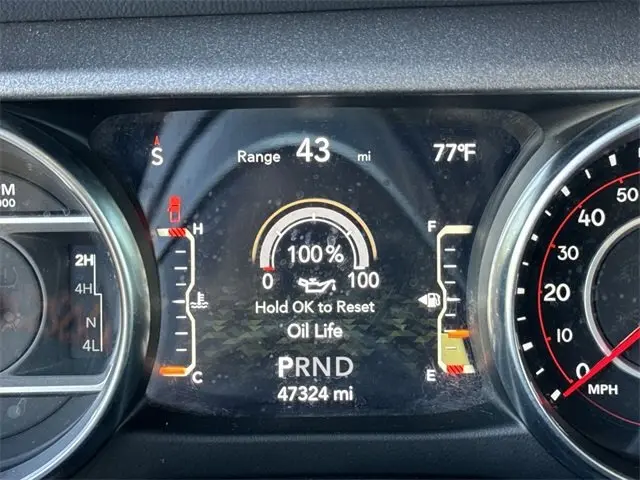 S
Range 43 mi
77°F
H
F
100%
0 100
Hold OK to Reset
Oil Life
C
E
PRND
47324 mi
2H
4H
N
4L
50
40
30
20
10
0
MPH